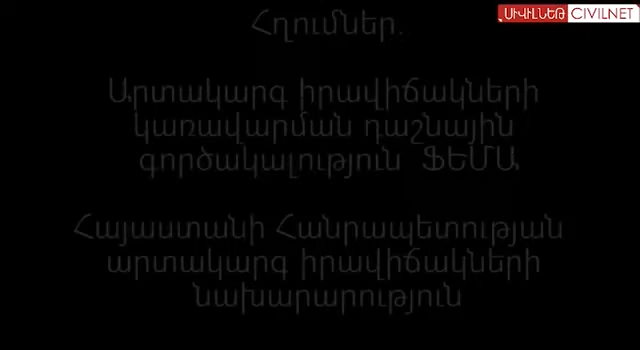 ՍԻՎԻԼՆԵԹ CIVILNET
Հղումներ.
Արտակարգ իրավիճակների
կառավարման դաշնային
գործակալություն ՖԵՄԱ
Հայաստանի Հանրապետության
արտակարգ իրավիճակների
նախարարություն